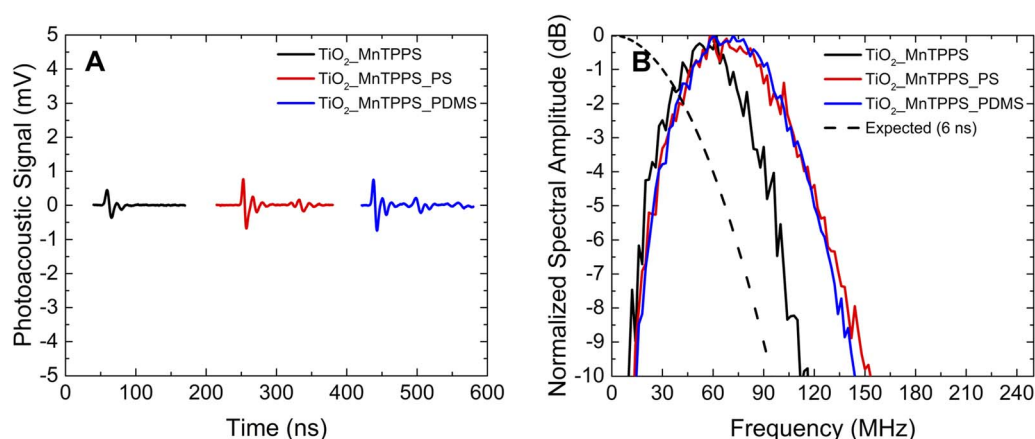 A
TiO2_MnTPPS
TiO2_MnTPPS_PS
TiO2_MnTPPS_PDMS
Photoacoustic Signal (mV)
5
4
3
2
1
0
-1
-2
-3
-4
-5
0 100 200 300 400 500 600
Time (ns)
B
TiO2_MnTPPS
TiO2_MnTPPS_PS
TiO2_MnTPPS_PDMS
Expected (6 ns)
Normalized Spectral Amplitude (dB)
0
-1
-2
-3
-4
-5
-6
-7
-8
-9
-10
0 30 60 90 120 150 180 210 240
Frequency (MHz)